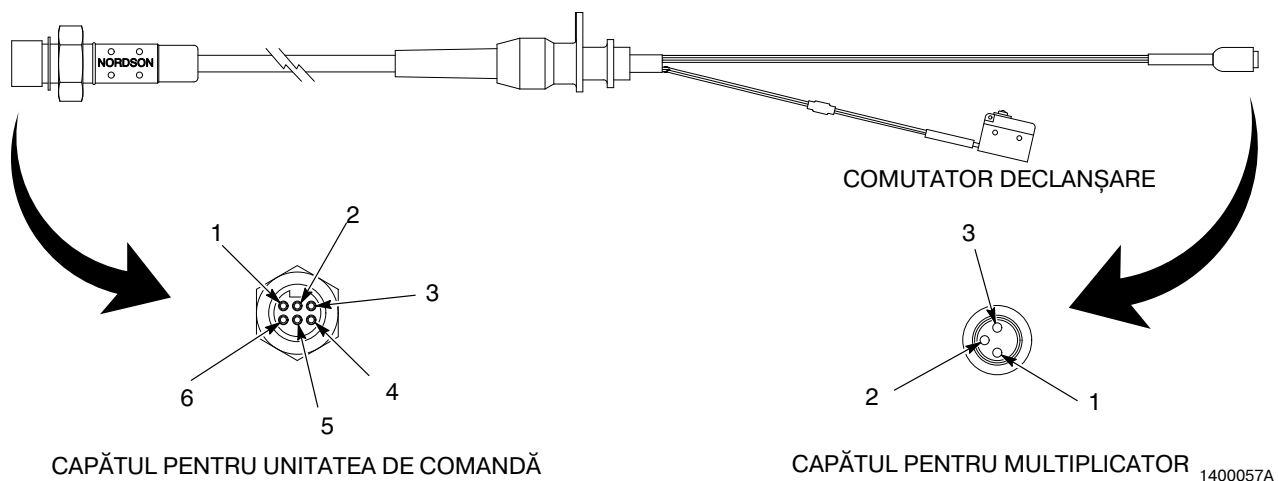 NORDSON
COMUTATOR DECLANȘARE
1
2
3
4
5
6
3
2
1
CAPĂTUL PENTRU UNITATEA DE COMANDĂ
CAPĂTUL PENTRU MULTIPLICATOR
1400057A